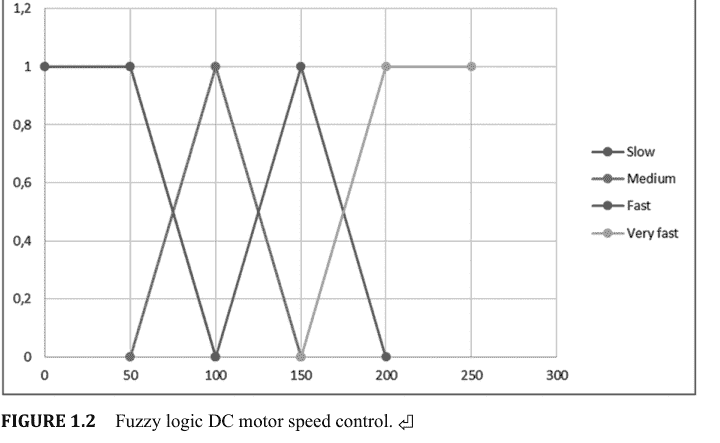 1,2
1
0,8
0,6
0,4
0,2
0
0 50 100 150 200 250 300
Slow
Medium
Fast
Very fast
FIGURE 1.2 Fuzzy logic DC motor speed control.